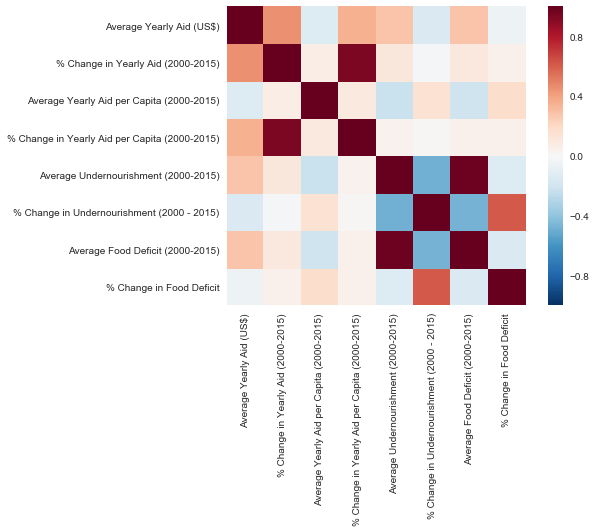 Average Yearly Aid (US$)
% Change in Yearly Aid (2000-2015)
Average Yearly Aid per Capita (2000-2015)
% Change in Yearly Aid per Capita (2000-2015)
Average Undernourishment (2000-2015)
% Change in Undernourishment (2000 - 2015)
Average Food Deficit (2000-2015)
% Change in Food Deficit
0.8
0.4
0.0
−0.4
−0.8
Average Yearly Aid (US$)
% Change in Yearly Aid (2000-2015)
Average Yearly Aid per Capita (2000-2015)
% Change in Yearly Aid per Capita (2000-2015)
Average Undernourishment (2000-2015)
% Change in Undernourishment (2000 - 2015)
Average Food Deficit (2000-2015)
% Change in Food Deficit